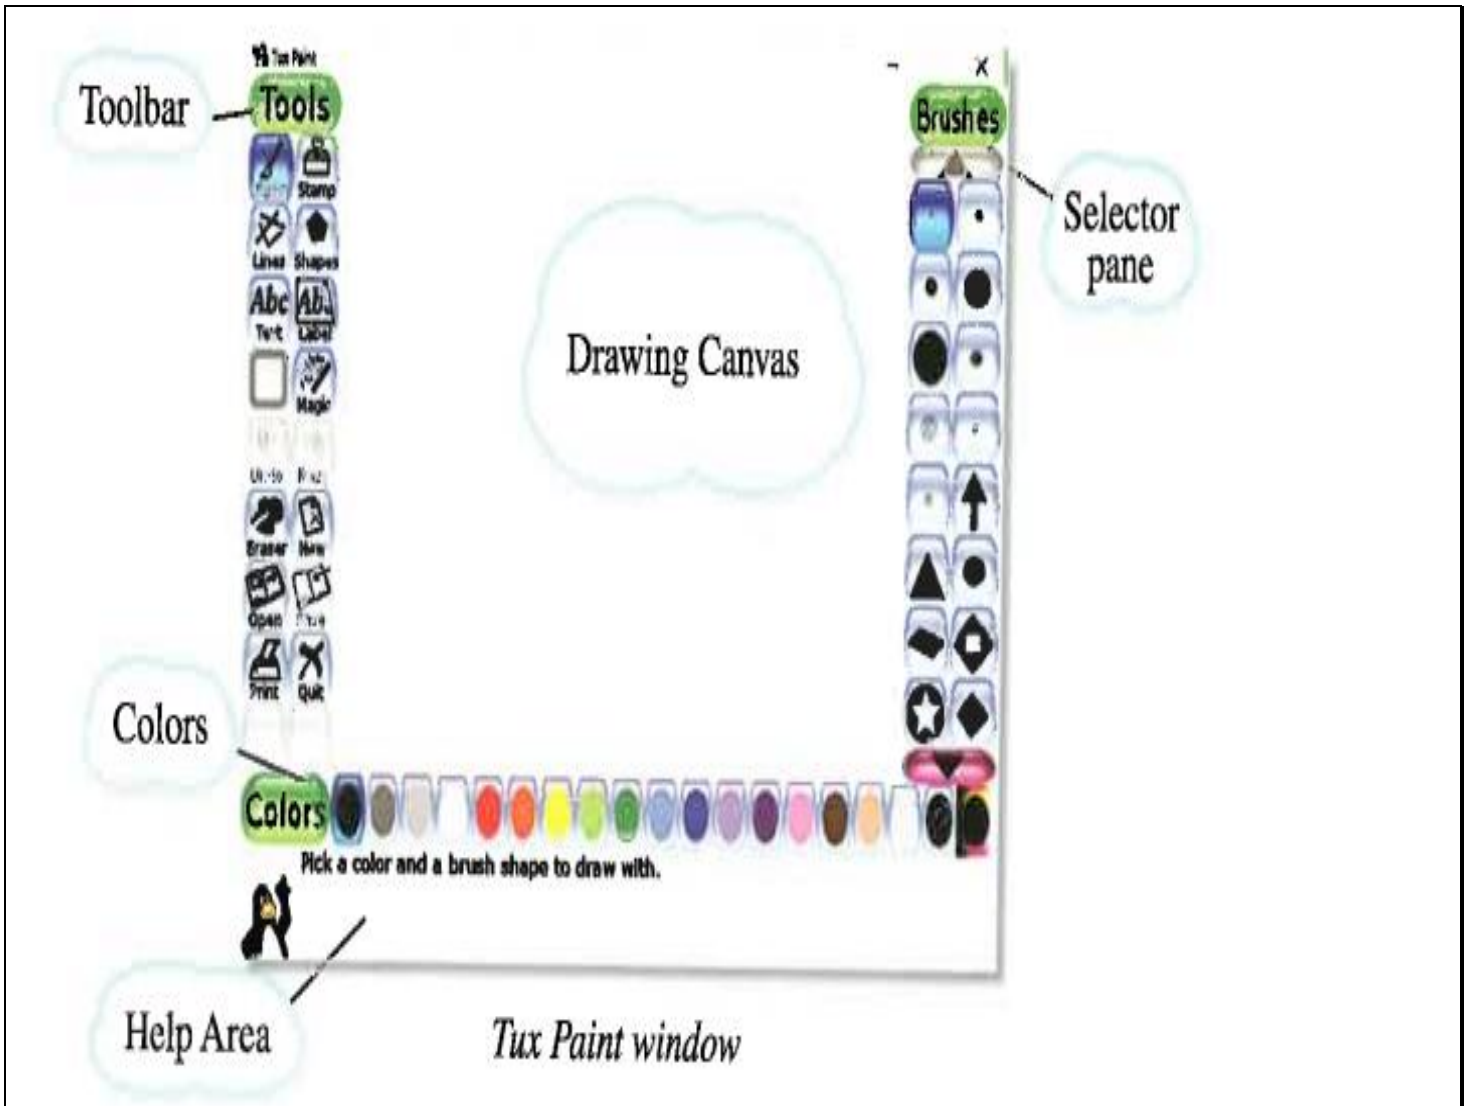 Tux Paint
Toolbar
Tools
Brushes
Stamp
Selector
pane
Lines Shapes
Abc
Text Label
Drawing Canvas
Magic
Eraser New
Open
Print Quit
Colors
Colors
Pick a color and a brush shape to draw with.
Help Area
Tux Paint window